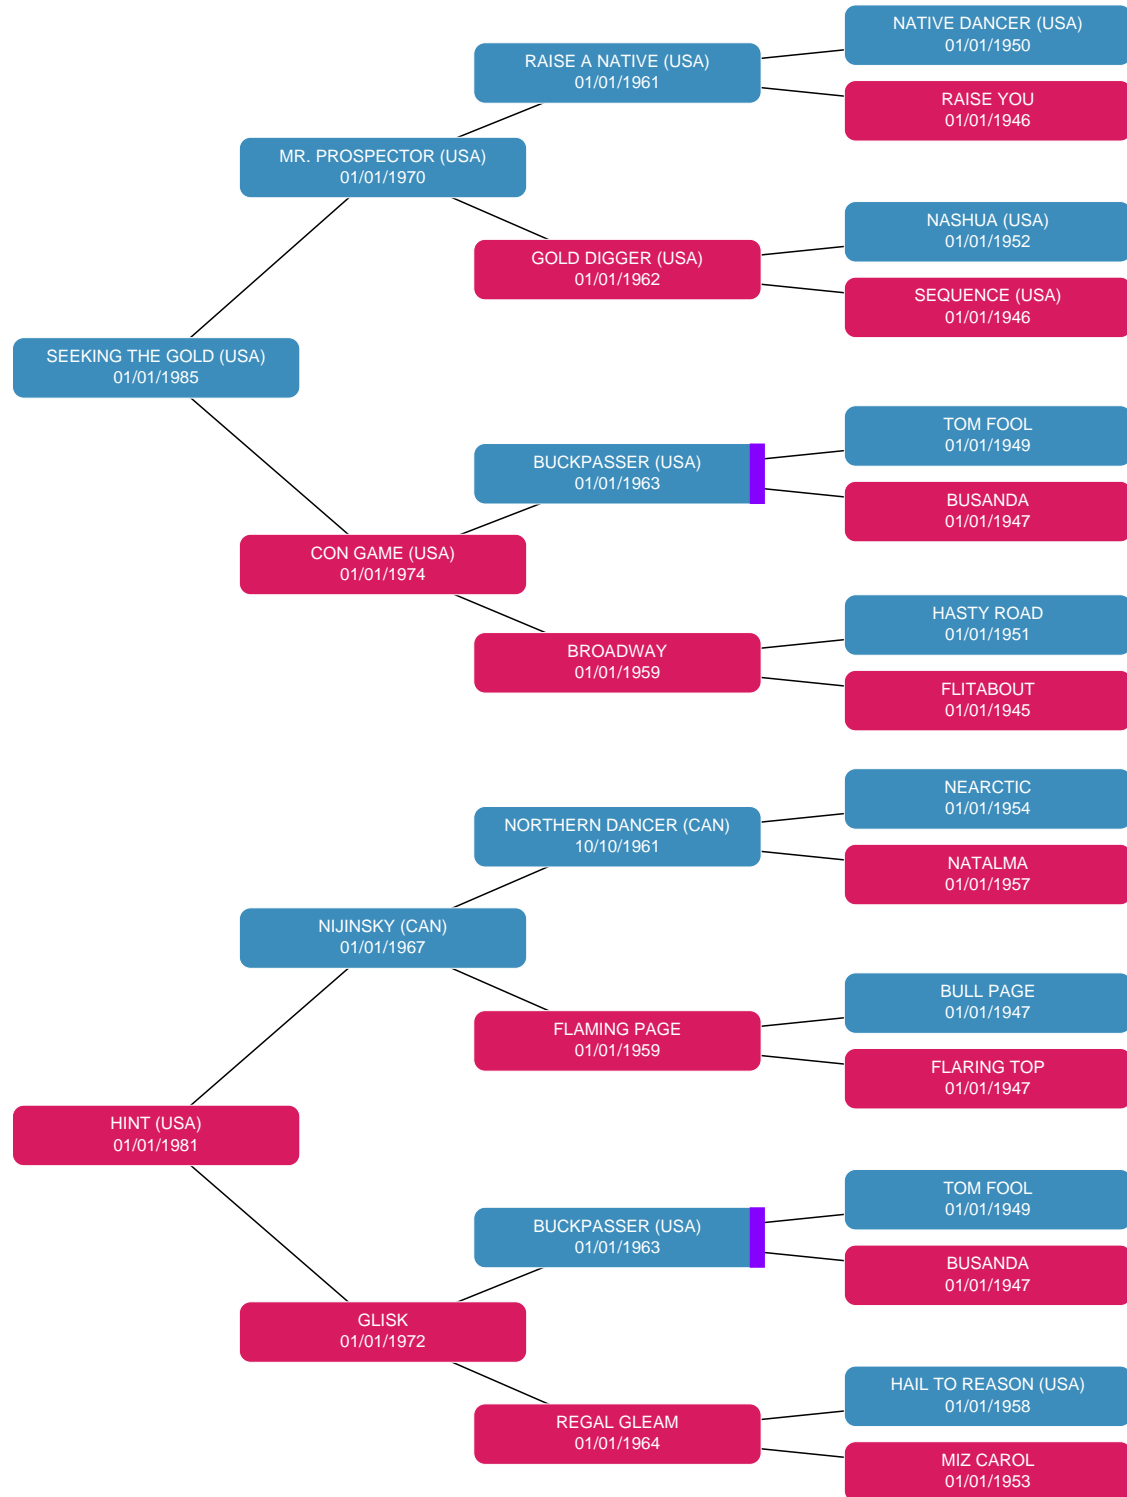 NATIVE DANCER (USA)
01/01/1950
RAISE A NATIVE (USA)
01/01/1961
RAISE YOU
01/01/1946
MR. PROSPECTOR (USA)
01/01/1970
NASHUA (USA)
01/01/1952
GOLD DIGGER (USA)
01/01/1962
SEQUENCE (USA)
01/01/1946
SEEKING THE GOLD (USA)
01/01/1985
TOM FOOL
01/01/1949
BUCKPASSER (USA)
01/01/1963
BUSANDA
01/01/1947
CON GAME (USA)
01/01/1974
HASTY ROAD
01/01/1951
BROADWAY
01/01/1959
FLITABOUT
01/01/1945
NEARCTIC
01/01/1954
NORTHERN DANCER (CAN)
10/10/1961
NATALMA
01/01/1957
NIJINSKY (CAN)
01/01/1967
BULL PAGE
01/01/1947
FLAMING PAGE
01/01/1959
FLARING TOP
01/01/1947
HINT (USA)
01/01/1981
TOM FOOL
01/01/1949
BUCKPASSER (USA)
01/01/1963
BUSANDA
01/01/1947
GLISK
01/01/1972
HAIL TO REASON (USA)
01/01/1958
REGAL GLEAM
01/01/1964
MIZ CAROL
01/01/1953